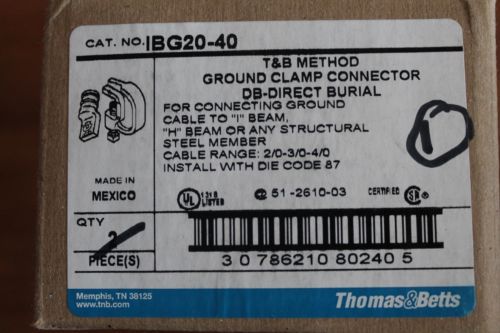 CAT. NO. IBG20-40
T&B METHOD
GROUND CLAMP CONNECTOR
DB-DIRECT BURIAL
FOR CONNECTING GROUND
CABLE TO "I" BEAM,
"H" BEAM OR ANY STRUCTURAL
STEEL MEMBER
CABLE RANGE: 2/0-3/0-4/0
INSTALL WITH DIE CODE 87
1
MADE IN
MEXICO
UL LISTED
51-2610-03
CERTIFIED
QTY
2
PIECE(S)
3 0 786210 80240 5
Memphis, TN 38125
www.tnb.com
Thomas&Betts